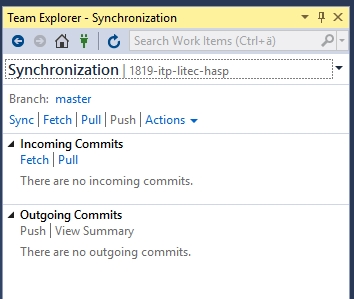 Team Explorer - Synchronization
Search Work Items (Ctrl+ä)
Synchronization | 1819-itp-litec-hasp
Branch: master
Sync | Fetch | Pull | Push | Actions
Incoming Commits
Fetch | Pull
There are no incoming commits.
Outgoing Commits
Push | View Summary
There are no outgoing commits.